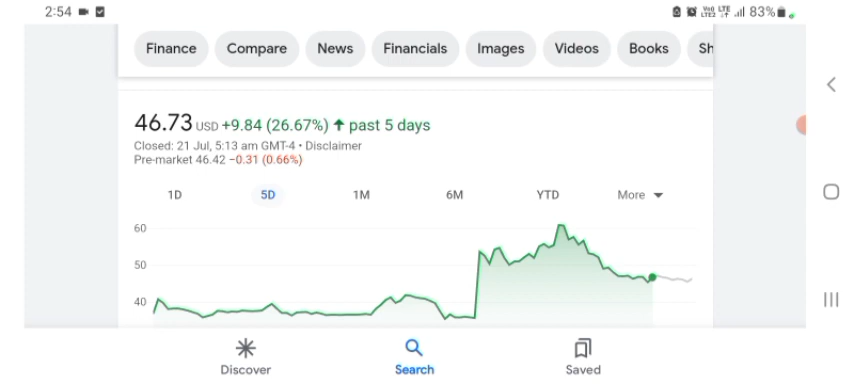 2:54 LTE 83%
Finance Compare News Financials Images Videos Books Sh
46.73 USD +9.84 (26.67%) ↑ past 5 days
Closed: 21 Jul, 5:13 am GMT-4 • Disclaimer
Pre-market 46.42 −0.31 (0.66%)
1D 5D 1M 6M YTD More
60
50
40
Discover Search Saved